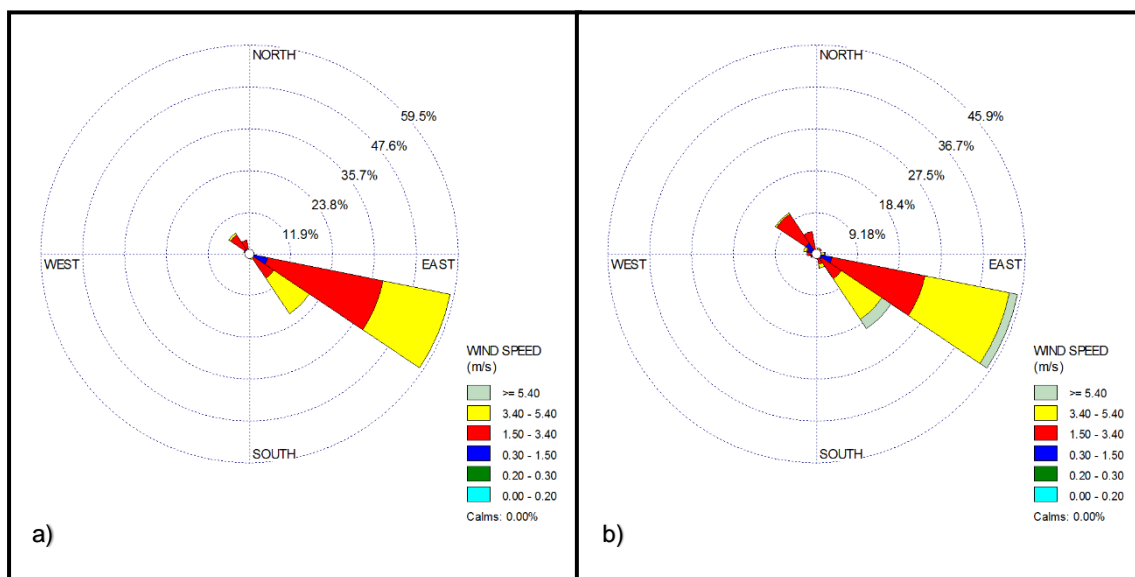 NORTH
59.5%
47.6%
35.7%
23.8%
11.9%
WEST
EAST
SOUTH
WIND SPEED
(m/s)
>= 5.40
3.40 - 5.40
1.50 - 3.40
0.30 - 1.50
0.20 - 0.30
0.00 - 0.20
Calms: 0.00%
a)
NORTH
45.9%
36.7%
27.5%
18.4%
9.18%
WEST
EAST
SOUTH
WIND SPEED
(m/s)
>= 5.40
3.40 - 5.40
1.50 - 3.40
0.30 - 1.50
0.20 - 0.30
0.00 - 0.20
Calms: 0.00%
b)